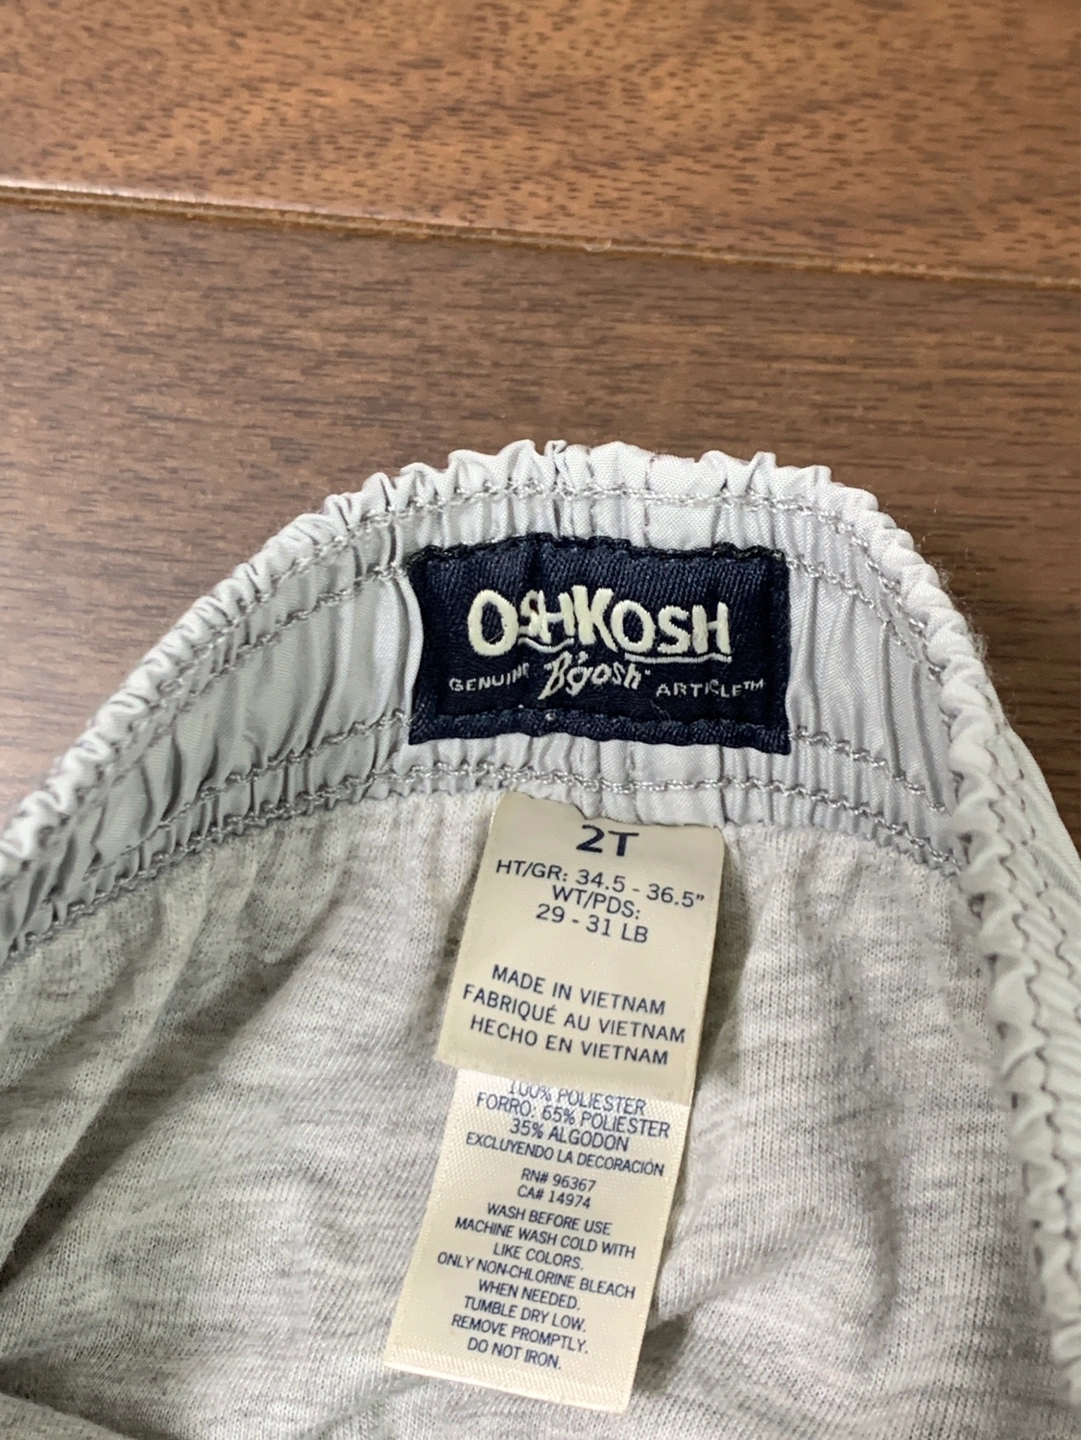 OSHKOSH
GENUINE B'gosh ARTICLE™
2T
HT/GR: 34.5 - 36.5"
WT/PDS:
29 - 31 LB
MADE IN VIETNAM
FABRIQUÉ AU VIETNAM
HECHO EN VIETNAM
100% POLIESTER
FORRO: 65% POLIESTER
35% ALGODON
EXCLUYENDO LA DECORACIÓN
RN# 96367
CA# 14974
WASH BEFORE USE
MACHINE WASH COLD WITH
LIKE COLORS.
ONLY NON-CHLORINE BLEACH
WHEN NEEDED.
TUMBLE DRY LOW.
REMOVE PROMPTLY.
DO NOT IRON.